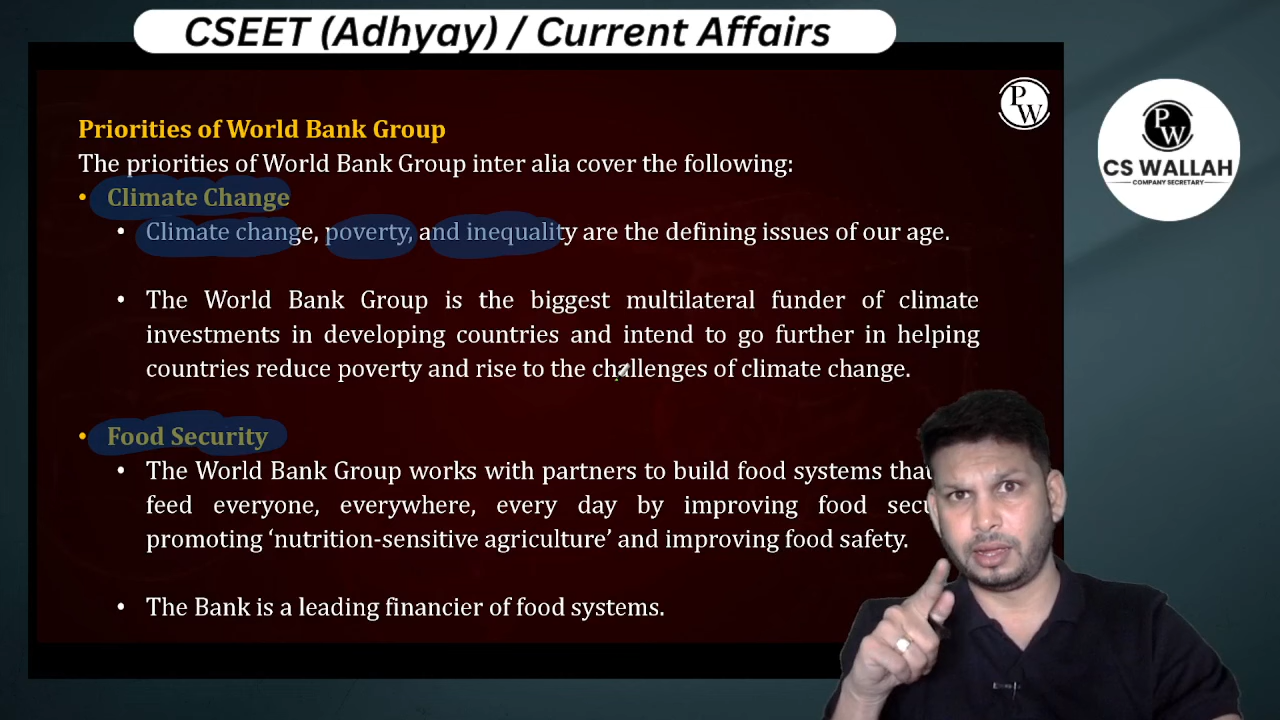 CSEET (Adhyay) / Current Affairs
Priorities of World Bank Group
The priorities of World Bank Group inter alia cover the following:
• Climate Change
• Climate change, poverty, and inequality are the defining issues of our age.
• The World Bank Group is the biggest multilateral funder of climate
investments in developing countries and intend to go further in helping
countries reduce poverty and rise to the challenges of climate change.
• Food Security
• The World Bank Group works with partners to build food systems that
feed everyone, everywhere, every day by improving food
promoting ‘nutrition-sensitive agriculture’ and improving food safety.
• The Bank is a leading financier of food systems.
PW
PW
CS WALLAH
COMPANY SECRETARY